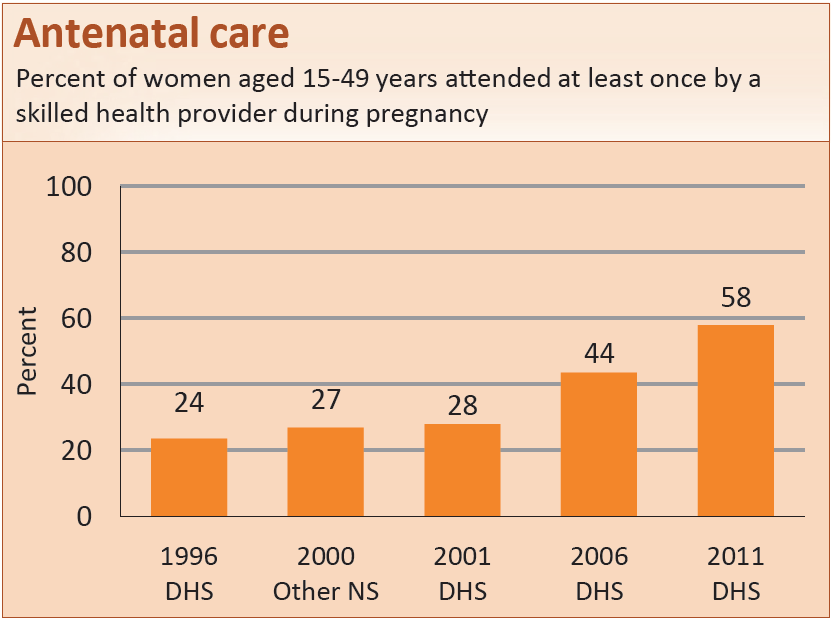 Antenatal care
Percent of women aged 15-49 years attended at least once by a
skilled health provider during pregnancy
100
80
60
40
20
0
Percent
24
27
28
44
58
1996
DHS
2000
Other NS
2001
DHS
2006
DHS
2011
DHS